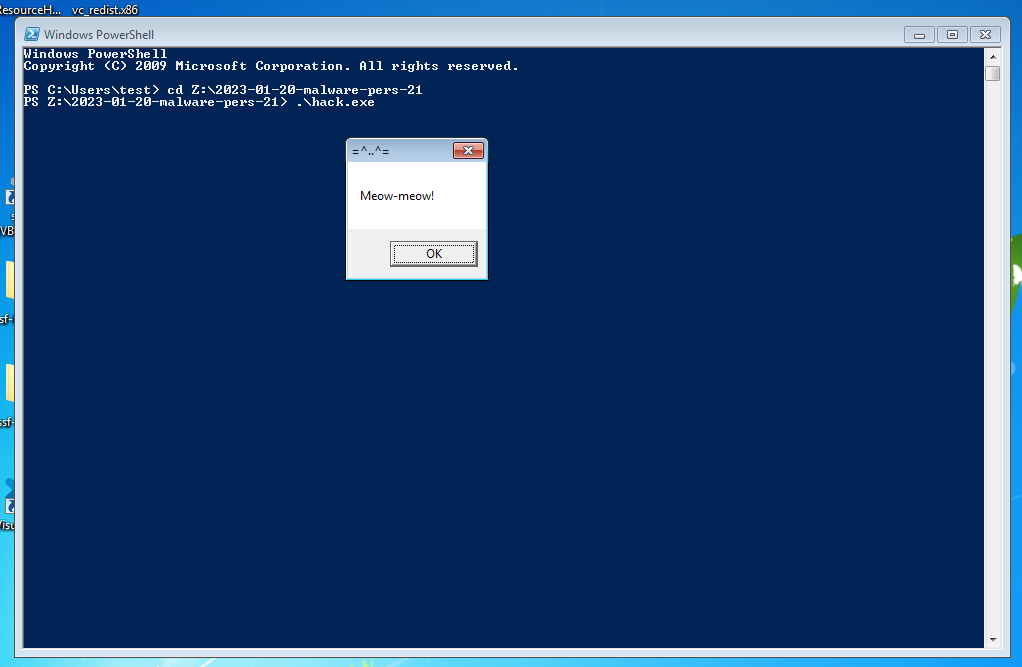 ResourceH... vc_redist.x86
Windows PowerShell
Windows PowerShell
Copyright (C) 2009 Microsoft Corporation. All rights reserved.
PS C:\Users\test> cd Z:\2023-01-20-malware-pers-21
PS Z:\2023-01-20-malware-pers-21> .\hack.exe
=^..^=
Meow-meow!
OK
VB
sf-
ssf-
Visu